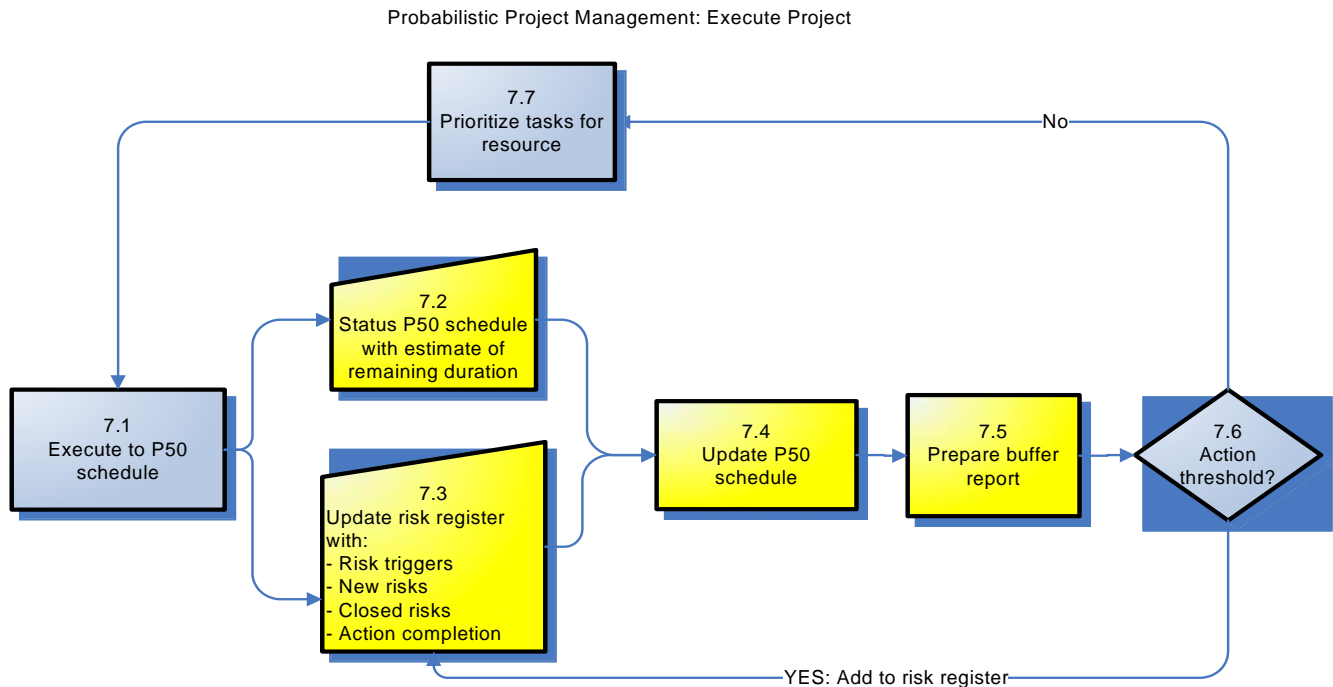 Probabilistic Project Management: Execute Project
7.7
Prioritize tasks for
resource
No
7.2
Status P50 schedule
with estimate of
remaining duration
7.1
Execute to P50
schedule
7.3
Update risk register
with:
- Risk triggers
- New risks
- Closed risks
- Action completion
7.4
Update P50
schedule
7.5
Prepare buffer
report
7.6
Action
threshold?
YES: Add to risk register